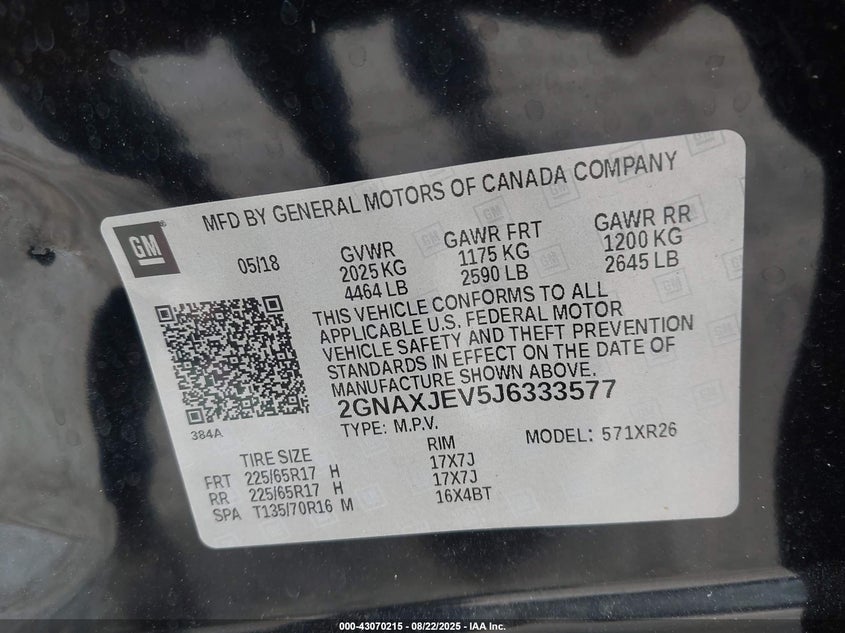 MFD BY GENERAL MOTORS OF CANADA COMPANY
GM
05/18
GVWR
2025 KG
4464 LB
GAWR FRT
1175 KG
2590 LB
GAWR RR
1200 KG
2645 LB
THIS VEHICLE CONFORMS TO ALL
APPLICABLE U.S. FEDERAL MOTOR
VEHICLE SAFETY AND THEFT PREVENTION
STANDARDS IN EFFECT ON THE DATE OF
MANUFACTURE SHOWN ABOVE.
2GNAXJEV5J6333577
TYPE: M.P.V.
MODEL: 571XR26
384A
TIRE SIZE RIM
FRT 225/65R17 H 17X7J
RR 225/65R17 H 17X7J
SPA T135/70R16 M 16X4BT
000-43070215 - 08/22/2025 - IAA Inc.